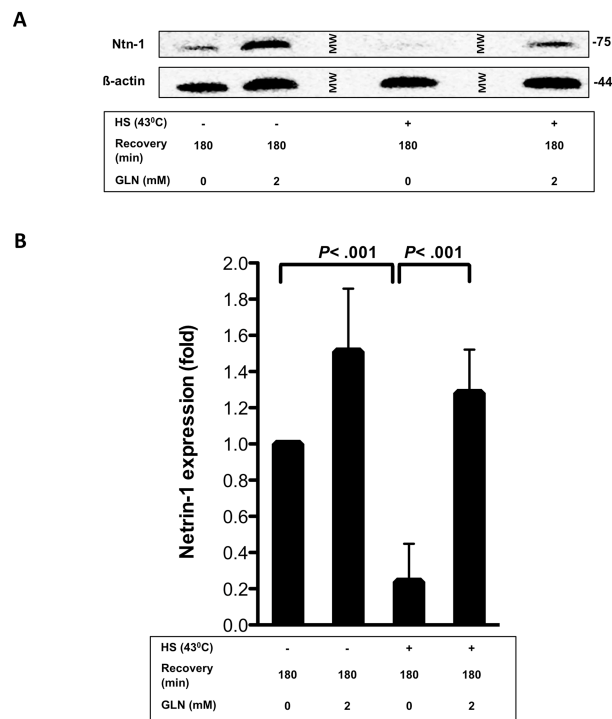 A
Ntn-1 MW MW -75
ß-actin MW MW -44
HS (43⁰C) - - + +
Recovery (min) 180 180 180 180
GLN (mM) 0 2 0 2
B
P< .001 P< .001
Netrin-1 expression (fold)
2.0
1.8
1.6
1.4
1.2
1.0
0.8
0.6
0.4
0.2
0.0
HS (43⁰C) - - + +
Recovery (min) 180 180 180 180
GLN (mM) 0 2 0 2